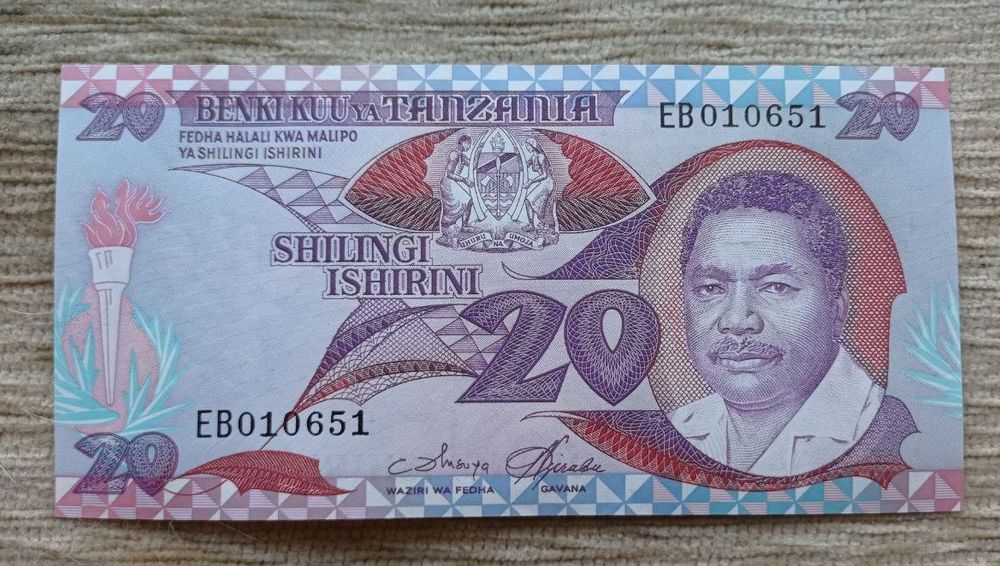 20 BENKI KUU YA TANZANIA EB010651 20
FEDHA HALALI KWA MALIPO
YA SHILINGI ISHIRINI
UHURU NA UMOJA
SHILINGI
ISHIRINI
20
EB010651
20
WAZIRI WA FEDHA GAVANA